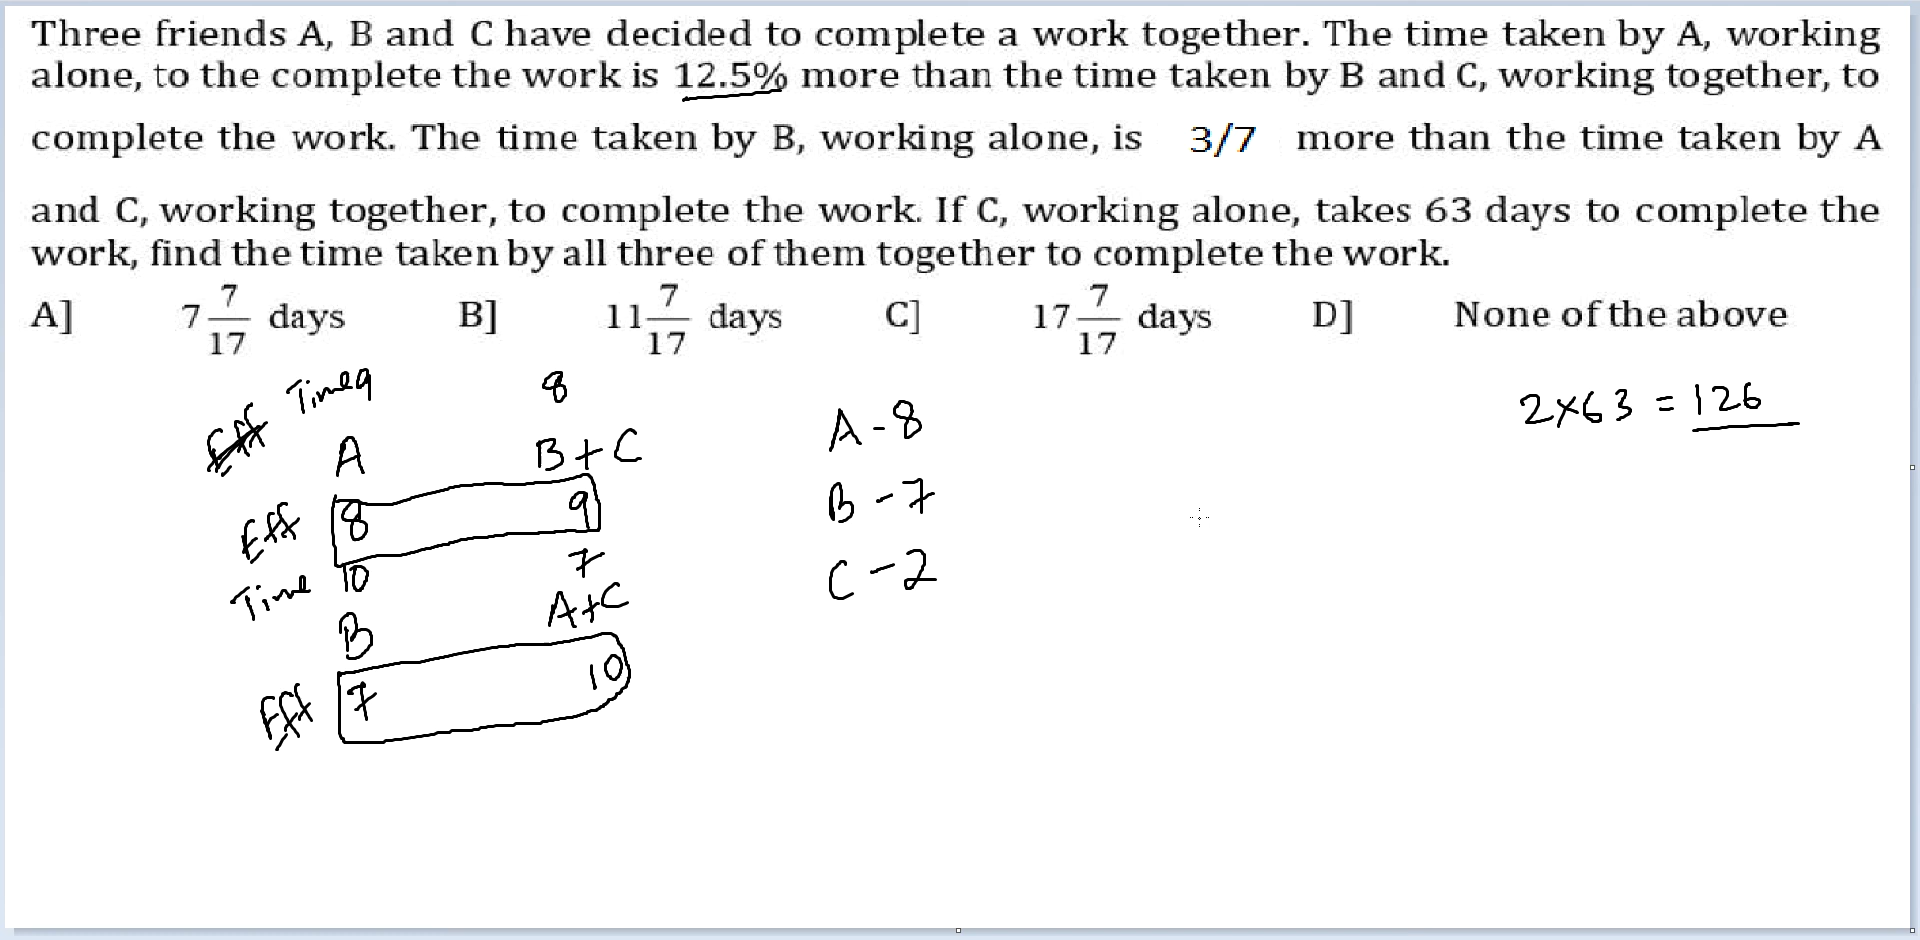 Three friends A, B and C have decided to complete a work together. The time taken by A, working
alone, to the complete the work is 12.5% more than the time taken by B and C, working together, to
complete the work. The time taken by B, working alone, is 3/7 more than the time taken by A
and C, working together, to complete the work. If C, working alone, takes 63 days to complete the
work, find the time taken by all three of them together to complete the work.
A] 7 7/17 days B] 11 7/17 days C] 17 7/17 days D] None of the above
Eff Time 9 8
A B+C
Eff 8 9
Time 10 7
B A+C
Eff 7 10
A-8
B-7
C-2
2×63 = 126